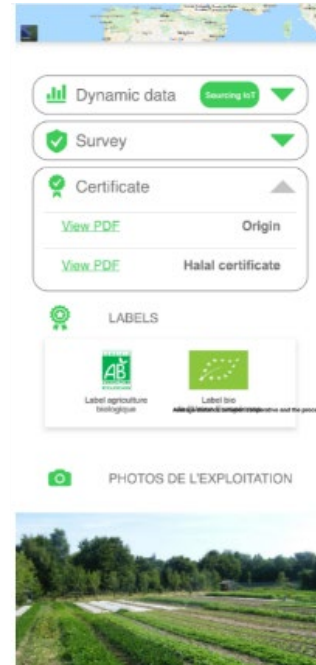 Dynamic data
Sourcing IoT
Survey
Certificate
View PDF
Origin
View PDF
Halal certificate
LABELS
AB
Label agriculture
biologique
Label bio
PHOTOS DE L'EXPLOITATION